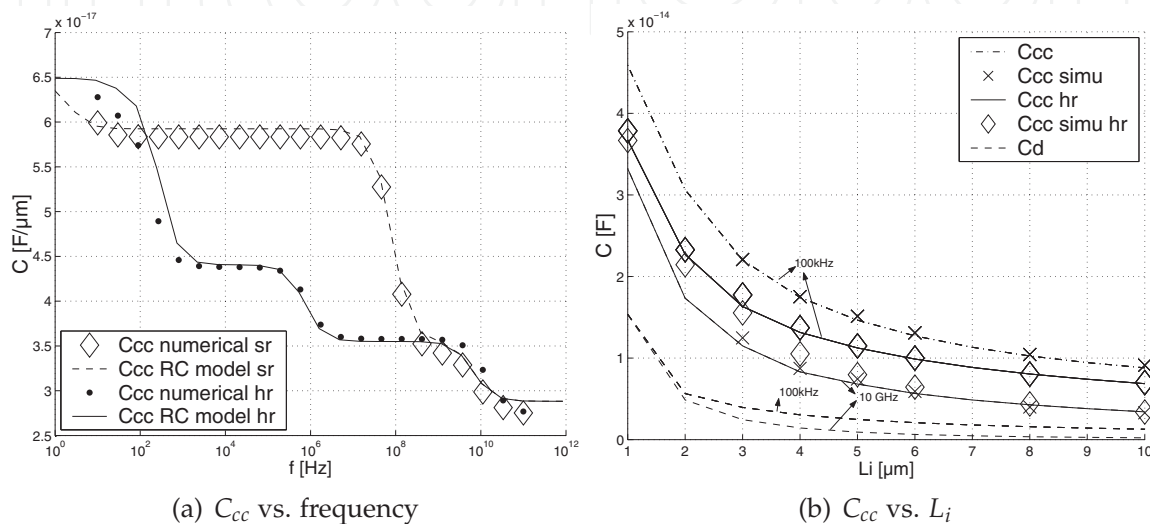 x 10⁻¹⁷
6.5
6
5.5
5
4.5
4
3.5
3
2.5
C [F/µm]
10⁰ 10² 10⁴ 10⁶ 10⁸ 10¹⁰ 10¹²
f [Hz]
Ccc numerical sr
Ccc RC model sr
Ccc numerical hr
Ccc RC model hr
(a) Ccc vs. frequency
x 10⁻¹⁴
5
4
3
2
1
0
C [F]
1 2 3 4 5 6 7 8 9 10
Li [µm]
Ccc
Ccc simu
Ccc hr
Ccc simu hr
Cd
100kHz
10 GHz
100kHz
(b) Ccc vs. Li